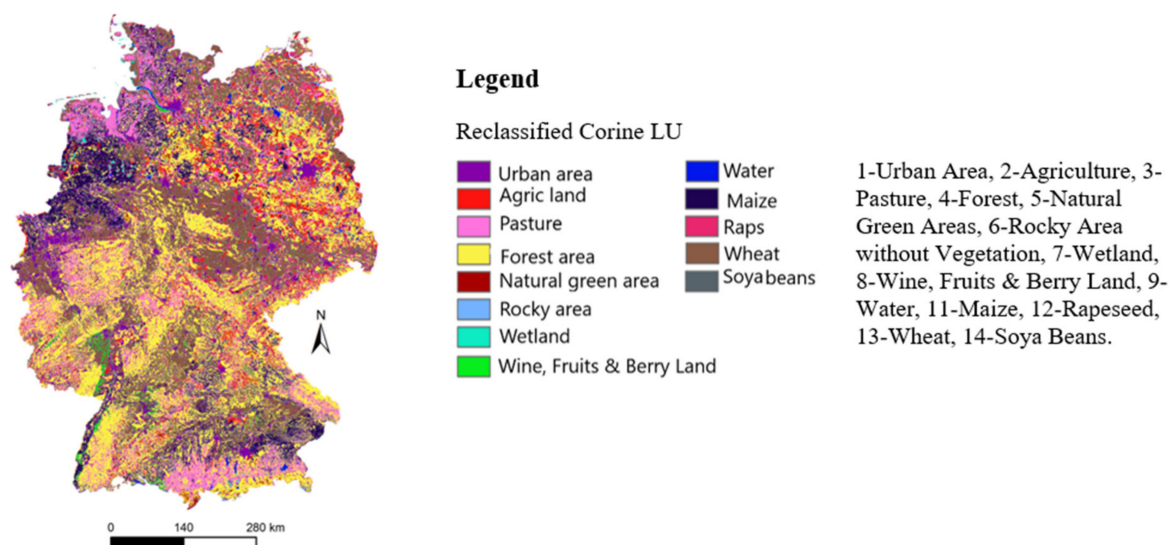 Legend
Reclassified Corine LU
Urban area
Agric land
Pasture
Forest area
Natural green area
Rocky area
Wetland
Wine, Fruits & Berry Land
Water
Maize
Raps
Wheat
Soya beans
1-Urban Area, 2-Agriculture, 3-
Pasture, 4-Forest, 5-Natural
Green Areas, 6-Rocky Area
without Vegetation, 7-Wetland,
8-Wine, Fruits & Berry Land, 9-
Water, 11-Maize, 12-Rapeseed,
13-Wheat, 14-Soya Beans.
N
0 140 280 km